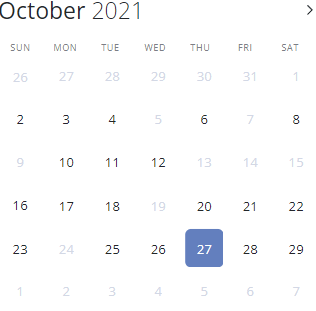 October 2021
SUN MON TUE WED THU FRI SAT
26 27 28 29 30 31 1
2 3 4 5 6 7 8
9 10 11 12 13 14 15
16 17 18 19 20 21 22
23 24 25 26 27 28 29
1 2 3 4 5 6 7